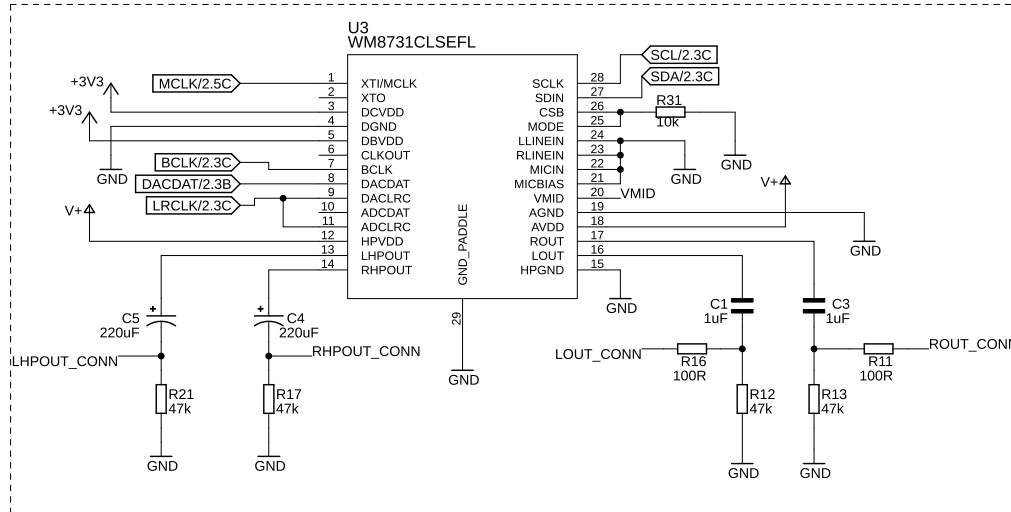 U3
WM8731CLSEFL
SCL/2.3C
SDA/2.3C
+3V3
MCLK/2.5C
1 XTI/MCLK
SCLK 28
2 XTO
SDIN 27
+3V3
3 DCVDD
CSB 26
R31
10k
4 DGND
MODE 25
5 DBVDD
LLINEIN 24
6 CLKOUT
RLINEIN 23
GND
BCLK/2.3C
7 BCLK
MICIN 22
GND
GND
DACDAT/2.3B
8 DACDAT
MICBIAS 21
V+
LRCLK/2.3C
9 DACLRC
VMID 20
VMID
V+
10 ADCDAT
AGND 19
11 ADCLRC
AVDD 18
12 HPVDD
ROUT 17
GND
13 LHPOUT
LOUT 16
14 RHPOUT
HPGND 15
GND_PADDLE
29
GND
C5
220uF
C4
220uF
C1
1uF
C3
1uF
LHPOUT_CONN
RHPOUT_CONN
LOUT_CONN
R16
100R
R11
100R
ROUT_CONN
GND
R21
47k
R17
47k
R12
47k
R13
47k
GND
GND
GND
GND